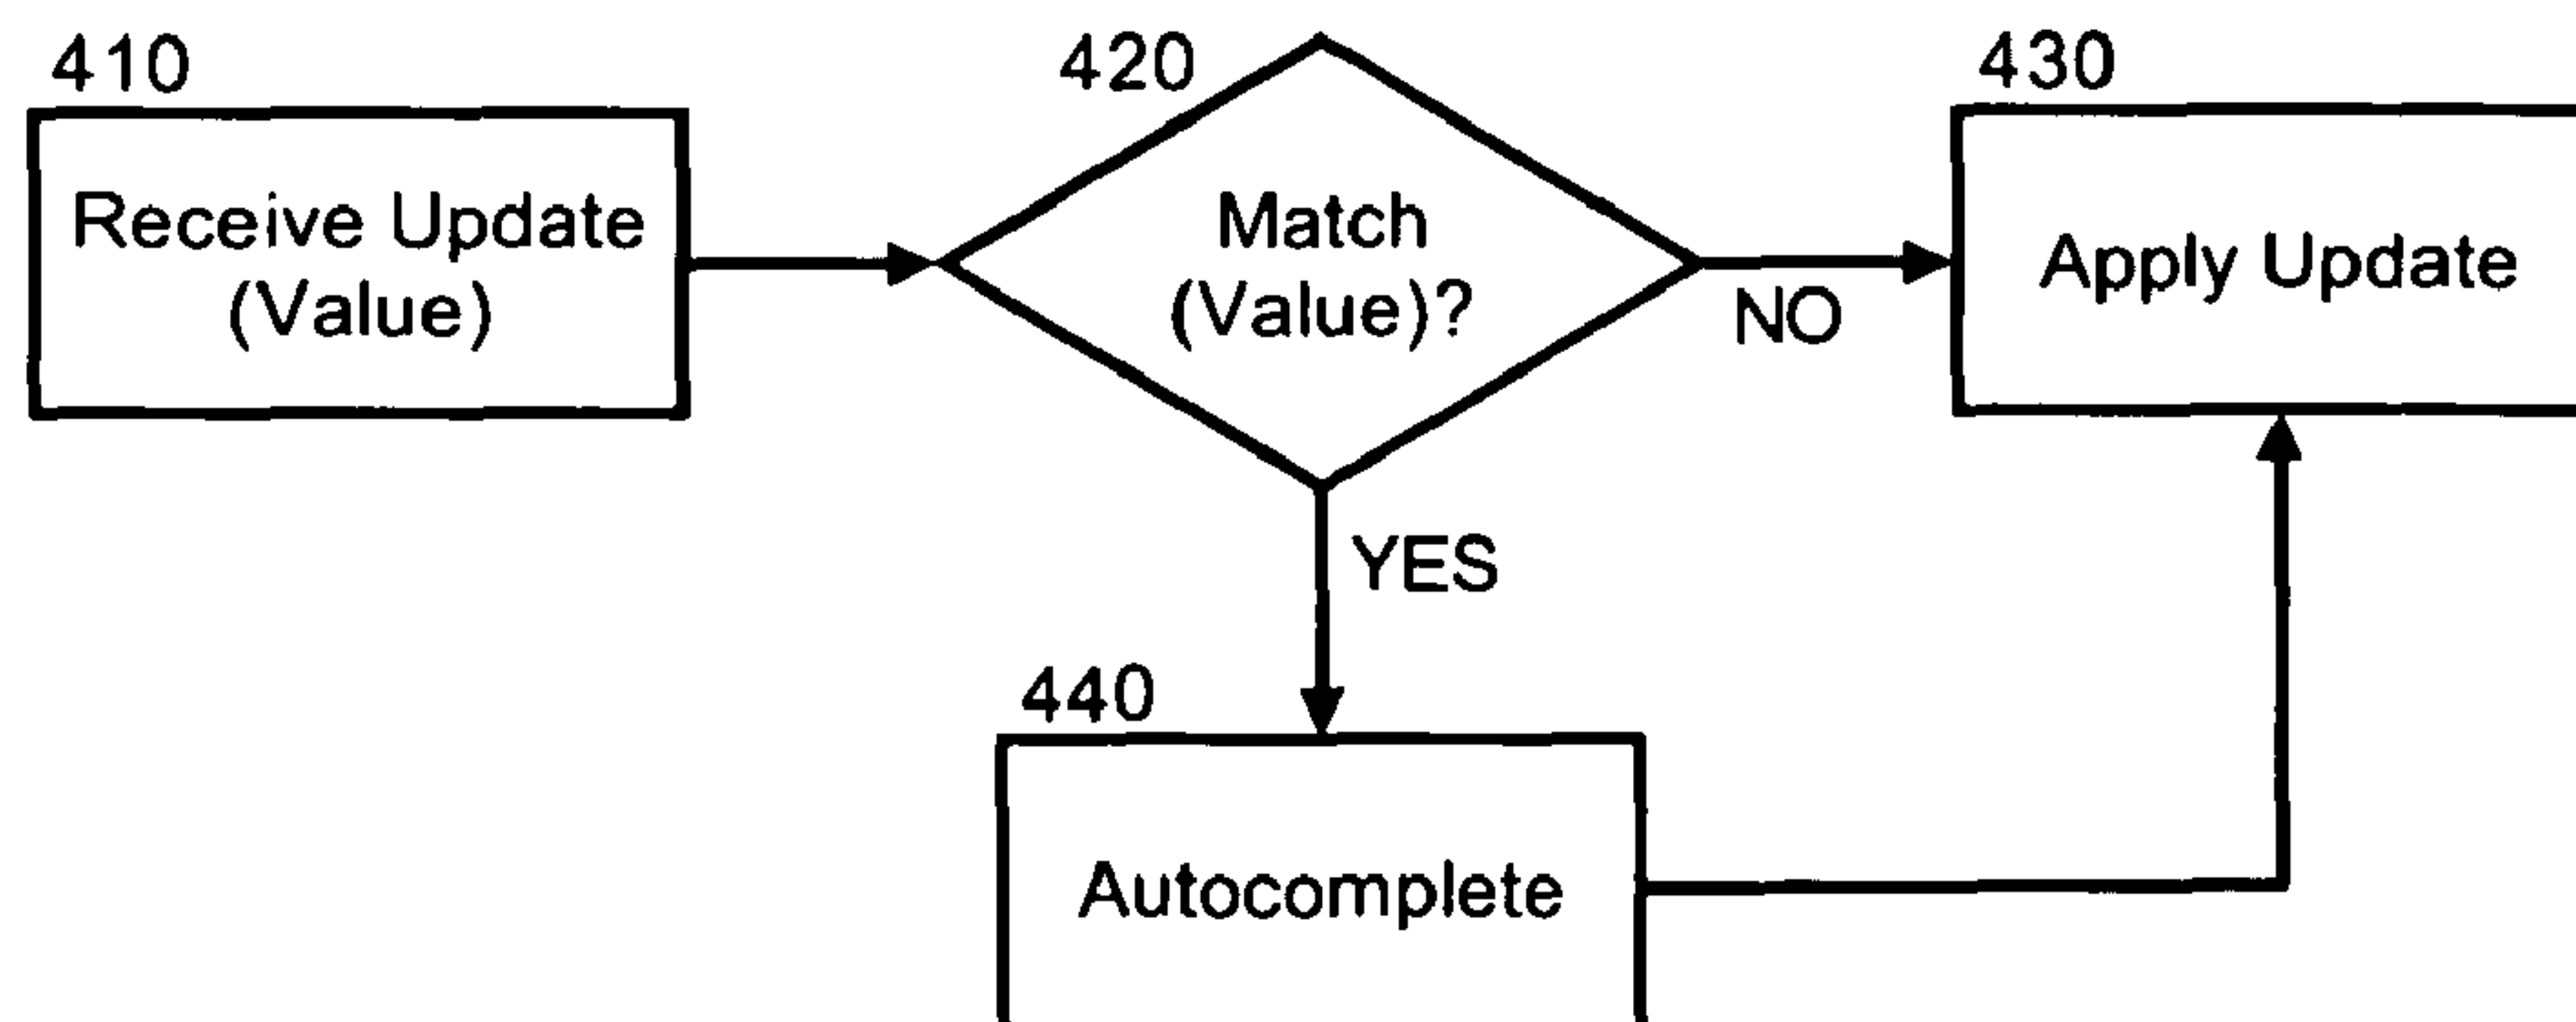 410
Receive Update
(Value)
420
Match
(Value)?
NO
430
Apply Update
YES
440
Autocomplete